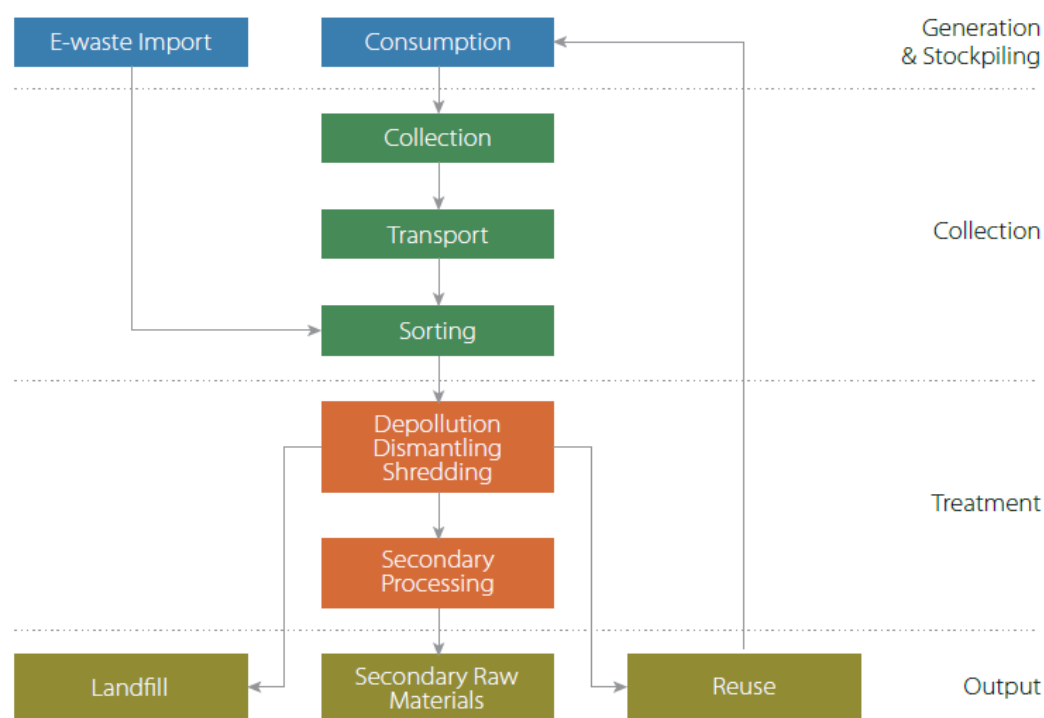 E-waste Import
Consumption
Generation
& Stockpiling
Collection
Transport
Collection
Sorting
Depollution
Dismantling
Shredding
Treatment
Secondary
Processing
Landfill
Secondary Raw
Materials
Reuse
Output